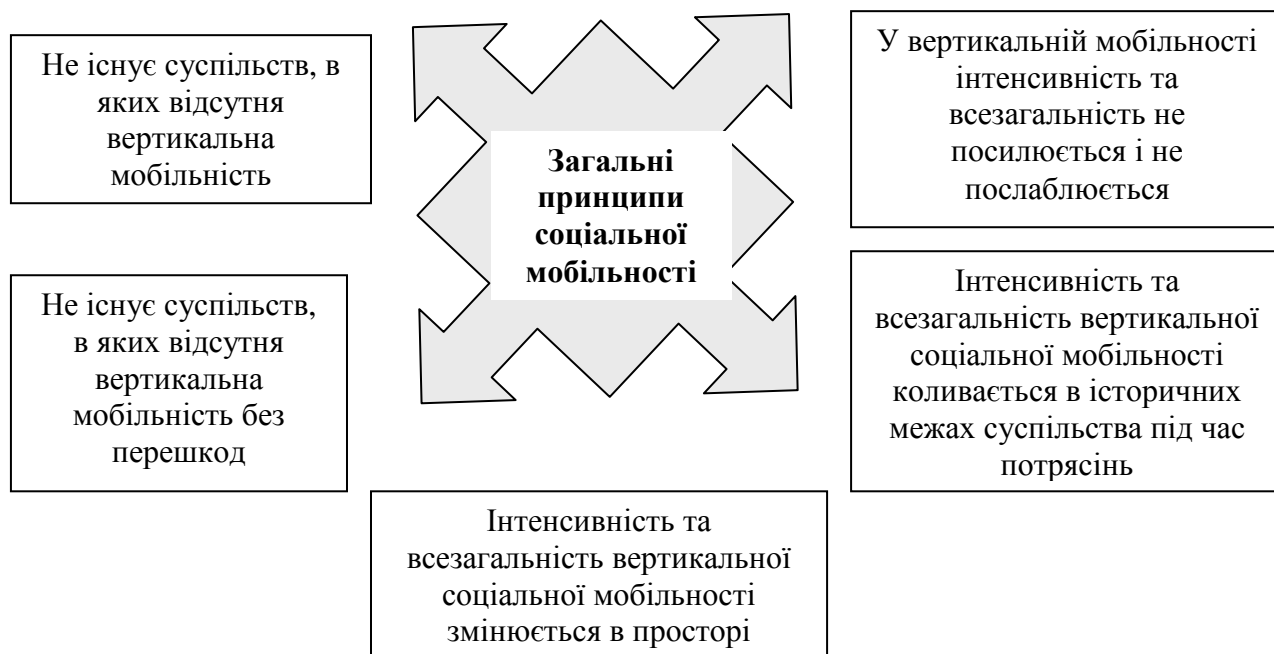 Не існує суспільств, в
яких відсутня
вертикальна
мобільність
Загальні
принципи
соціальної
мобільності
У вертикальній мобільності
інтенсивність та
всезагальність не
посилюється і не
послаблюється
Не існує суспільств,
в яких відсутня
вертикальна
мобільність без
перешкод
Інтенсивність та
всезагальність вертикальної
соціальної мобільності
коливається в історичних
межах суспільства під час
потрясінь
Інтенсивність та
всезагальність вертикальної
соціальної мобільності
змінюється в просторі